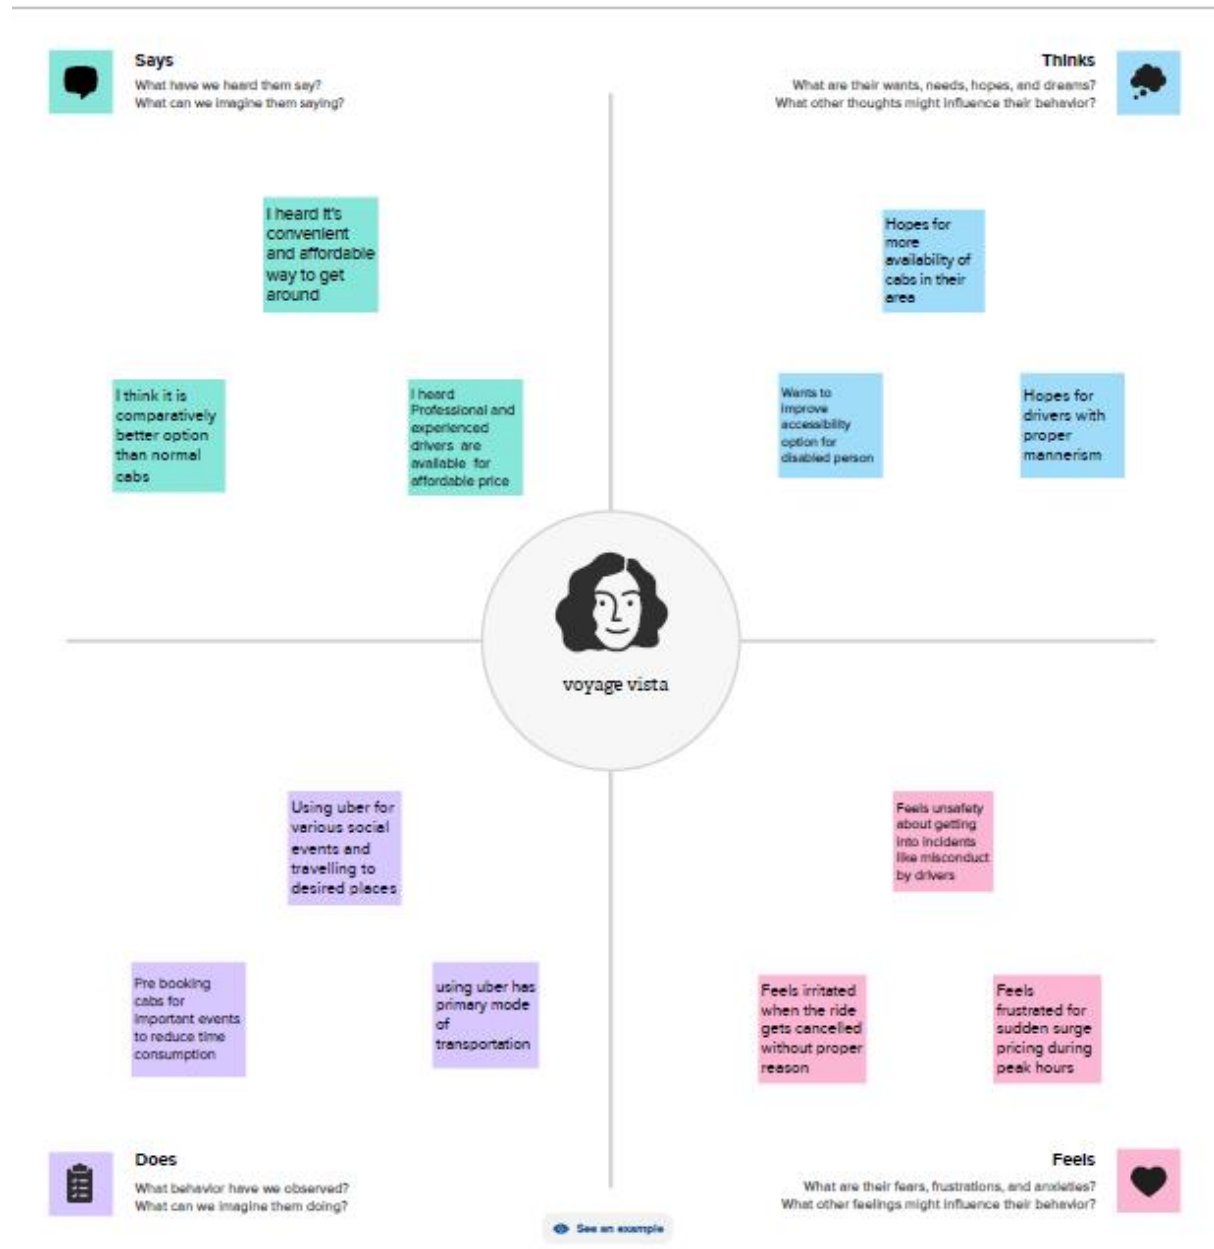 Says
What have we heard them say?
What can we imagine them saying?
Thinks
What are their wants, needs, hopes, and dreams?
What other thoughts might influence their behavior?
I heard it's
convenient
and affordable
way to get
around
I think it is
comparatively
better option
than normal
cabs
I heard
Professional and
experienced
drivers are
available for
affordable price
Hopes for
more
availability of
cabs in their
area
Wants to
improve
accessibility
option for
disabled person
Hopes for
drivers with
proper
mannerism
voyage vista
Using uber for
various social
events and
travelling to
desired places
Pre booking
cabs for
important events
to reduce time
consumption
using uber has
primary mode
of
transportation
Feels unsafety
about getting
into incidents
like misconduct
by drivers
Feels irritated
when the ride
gets cancelled
without proper
reason
Feels
frustrated for
sudden surge
pricing during
peak hours
Does
What behavior have we observed?
What can we imagine them doing?
Feels
What are their fears, frustrations, and anxieties?
What other feelings might influence their behavior?
See an example